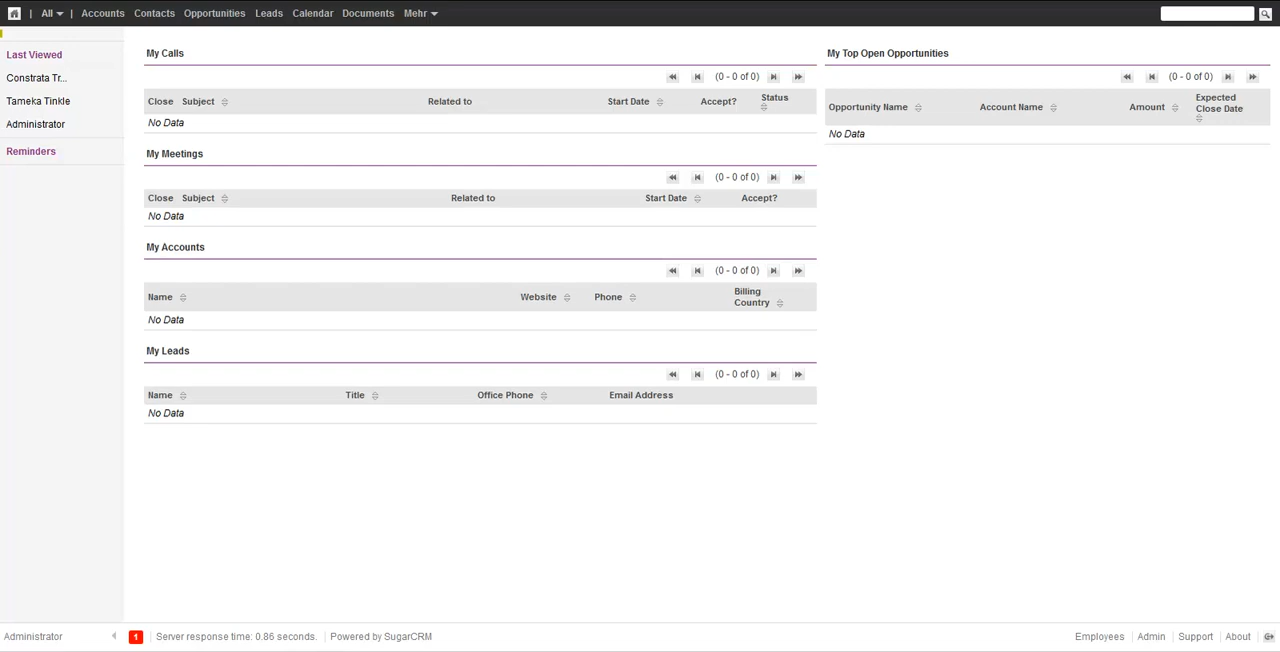 | All | Accounts Contacts Opportunities Leads Calendar Documents Mehr
Last Viewed
Constrata Tr...
Tameka Tinkle
Administrator
Reminders
My Calls
(0 - 0 of 0)
Close Subject Related to Start Date Accept? Status
No Data
My Meetings
(0 - 0 of 0)
Close Subject Related to Start Date Accept?
No Data
My Accounts
(0 - 0 of 0)
Name Website Phone Billing Country
No Data
My Leads
(0 - 0 of 0)
Name Title Office Phone Email Address
No Data
My Top Open Opportunities
(0 - 0 of 0)
Opportunity Name Account Name Amount Expected Close Date
No Data
Administrator 1 Server response time: 0.86 seconds. | Powered by SugarCRM Employees | Admin | Support | About